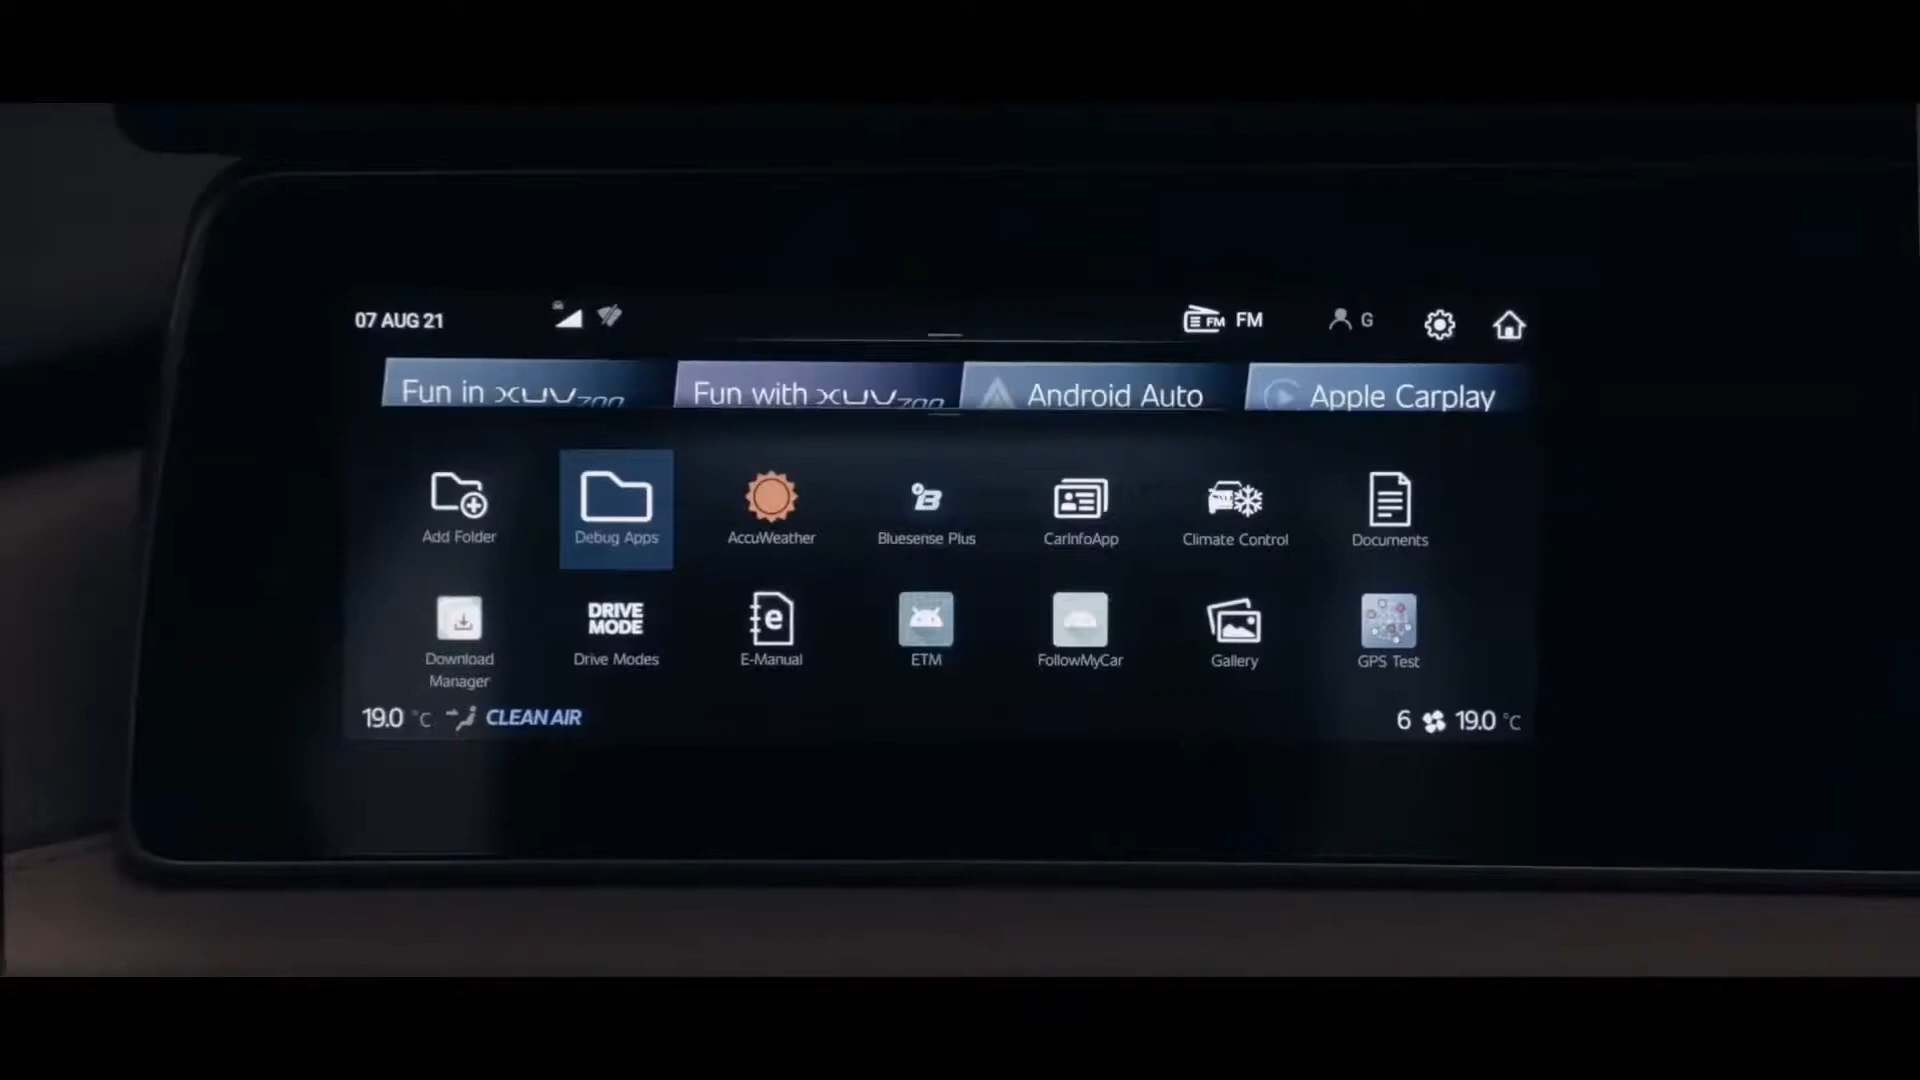 07 AUG 21
FM FM G
Fun in XUV700
Fun with XUV700
Android Auto
Apple Carplay
Add Folder
Debug Apps
AccuWeather
Bluesense Plus
CarInfoApp
Climate Control
Documents
Download
Manager
DRIVE
MODE
Drive Modes
e
E-Manual
ETM
FollowMyCar
Gallery
GPS Test
19.0 °C CLEAN AIR
6 19.0 °C